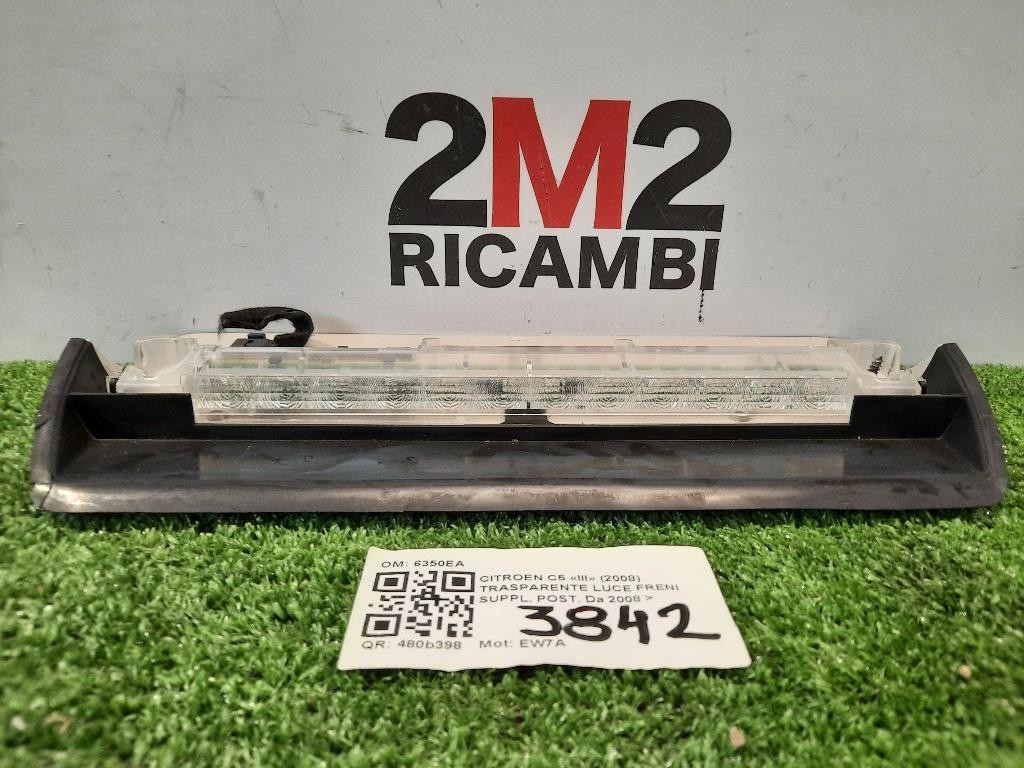 2M2
RICAMBI
OM: 6350EA
CITROEN C5 «III» (2008)
TRASPARENTE LUCE FRENI
SUPPL. POST. Da 2008 >
3842
QR: 480b398 Mot: EW7A